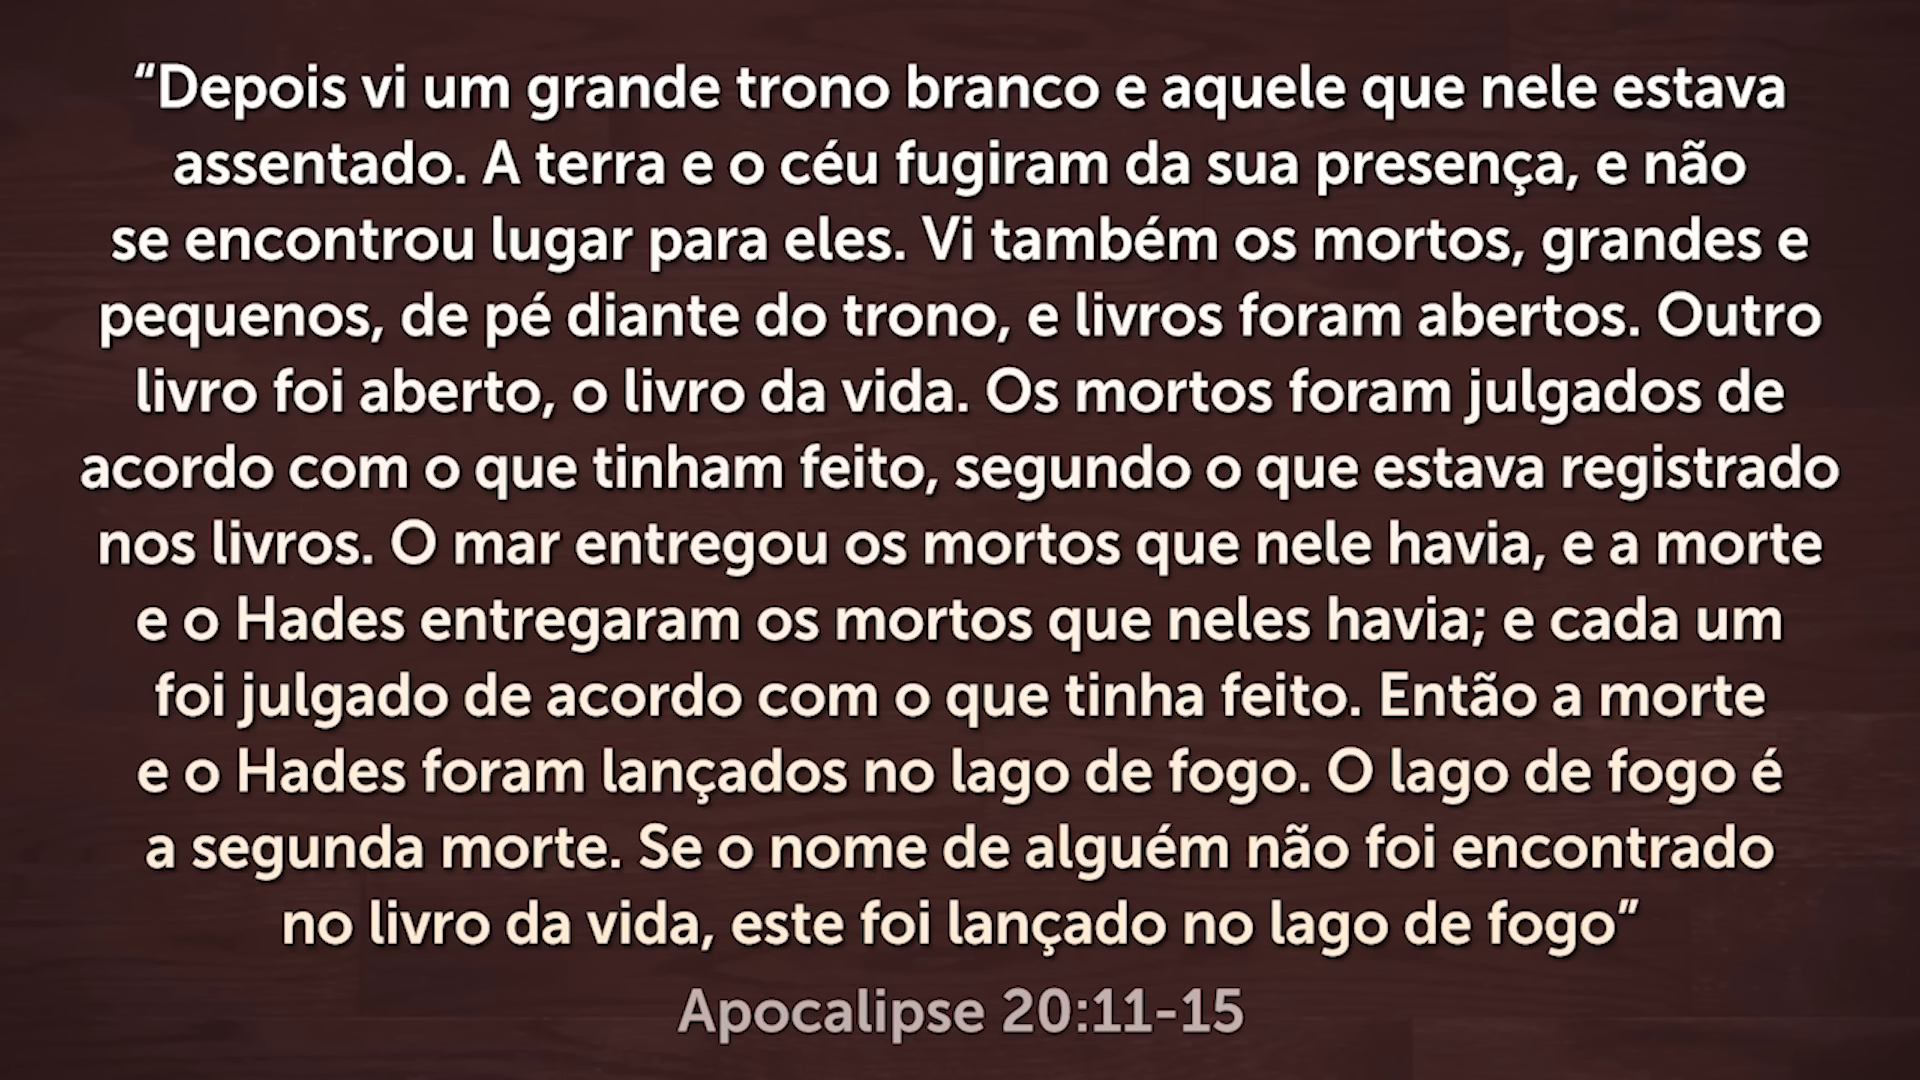 “Depois vi um grande trono branco e aquele que nele estava
assentado. A terra e o céu fugiram da sua presença, e não
se encontrou lugar para eles. Vi também os mortos, grandes e
pequenos, de pé diante do trono, e livros foram abertos. Outro
livro foi aberto, o livro da vida. Os mortos foram julgados de
acordo com o que tinham feito, segundo o que estava registrado
nos livros. O mar entregou os mortos que nele havia, e a morte
e o Hades entregaram os mortos que neles havia; e cada um
foi julgado de acordo com o que tinha feito. Então a morte
e o Hades foram lançados no lago de fogo. O lago de fogo é
a segunda morte. Se o nome de alguém não foi encontrado
no livro da vida, este foi lançado no lago de fogo”
Apocalipse 20:11-15